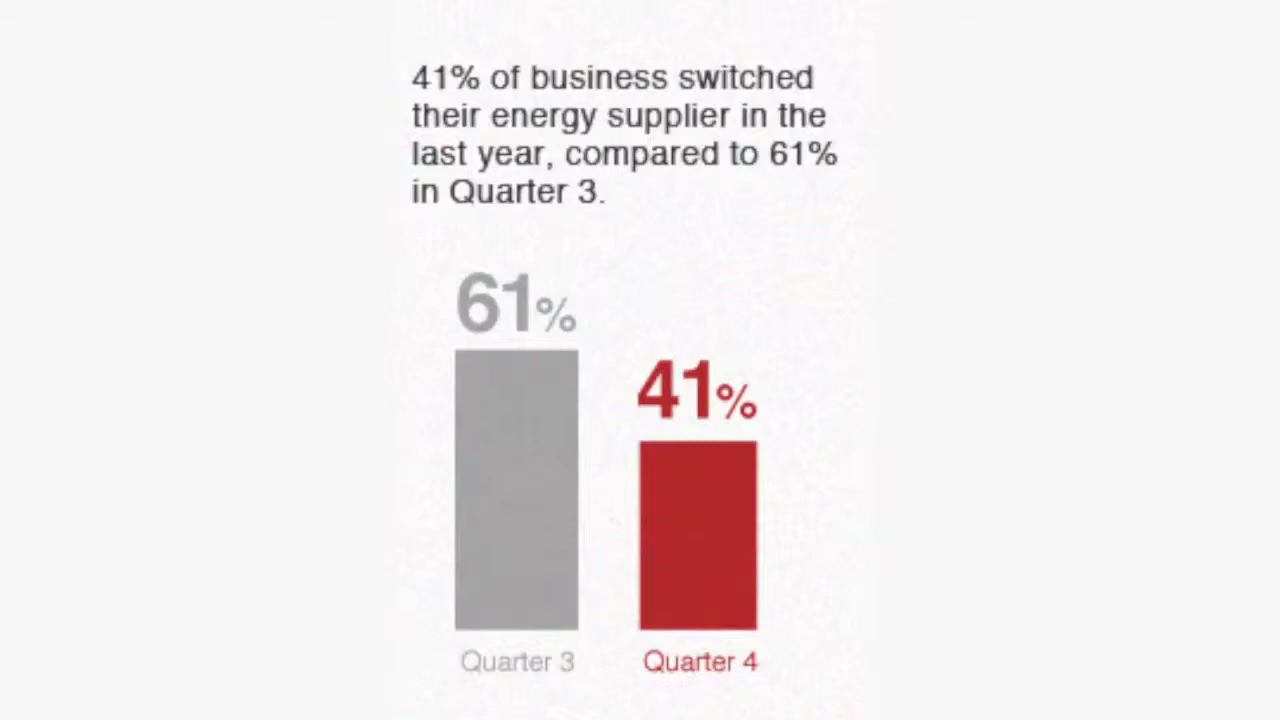 41% of business switched
their energy supplier in the
last year, compared to 61%
in Quarter 3.
61%
41%
Quarter 3
Quarter 4